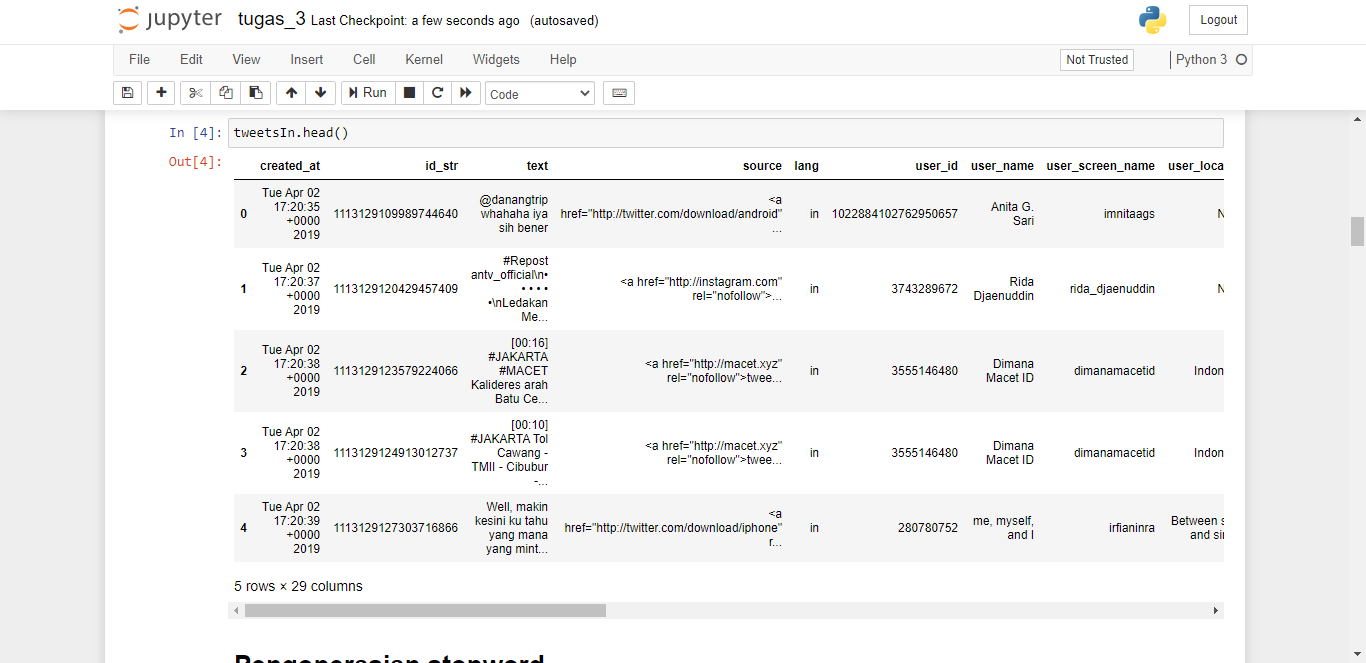 jupyter tugas_3 Last Checkpoint: a few seconds ago (autosaved) Logout
File Edit View Insert Cell Kernel Widgets Help Not Trusted Python 3
Run Code
In [4]: tweetsIn.head()
Out[4]:
created_at id_str text source lang user_id user_name user_screen_name user_loca
0 Tue Apr 02 17:20:35 +0000 2019 1113129109989744640 @danangtrip whahaha iya sih bener <a href="http://twitter.com/download/android" ... in 1022884102762950657 Anita G. Sari imnitaags N
1 Tue Apr 02 17:20:37 +0000 2019 1113129120429457409 #Repost antv_official\n• • • • • •\nLedakan Me... <a href="http://instagram.com" rel="nofollow">... in 3743289672 Rida Djaenuddin rida_djaenuddin N
2 Tue Apr 02 17:20:38 +0000 2019 1113129123579224066 [00:16] #JAKARTA #MACET Kalideres arah Batu Ce... <a href="http://macet.xyz" rel="nofollow">twee... in 3555146480 Dimana Macet ID dimanamacetid Indon
3 Tue Apr 02 17:20:38 +0000 2019 1113129124913012737 [00:10] #JAKARTA Tol Cawang - TMII - Cibubur -... <a href="http://macet.xyz" rel="nofollow">twee... in 3555146480 Dimana Macet ID dimanamacetid Indon
4 Tue Apr 02 17:20:39 +0000 2019 1113129127303716866 Well, makin kesini ku tahu yang mana yang mint... <a href="http://twitter.com/download/iphone" r... in 280780752 me, myself, and I irfianinra Between s and si
5 rows × 29 columns